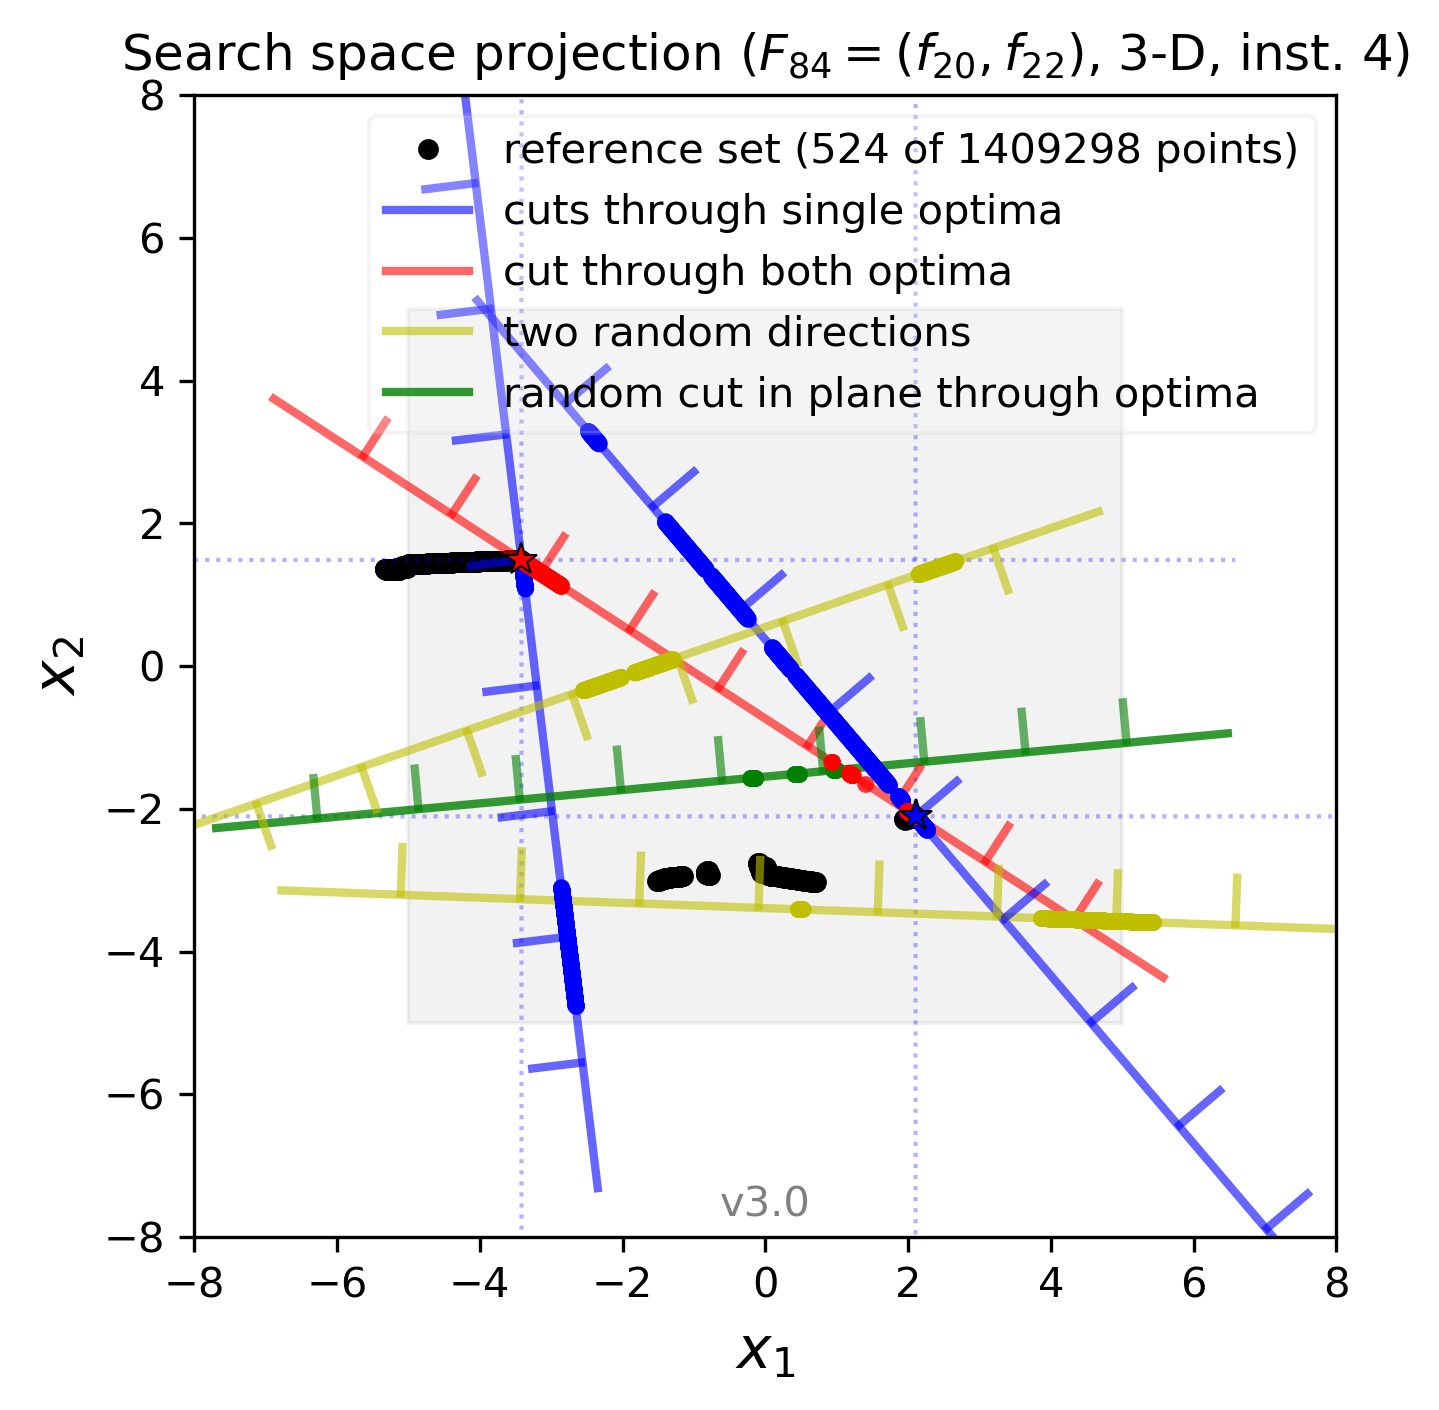 Search space projection (F84 = (f20, f22), 3-D, inst. 4)
reference set (524 of 1409298 points)
cuts through single optima
cut through both optima
two random directions
random cut in plane through optima
8
6
4
2
0
−2
−4
−6
−8
x2
v3.0
−8 −6 −4 −2 0 2 4 6 8
x1